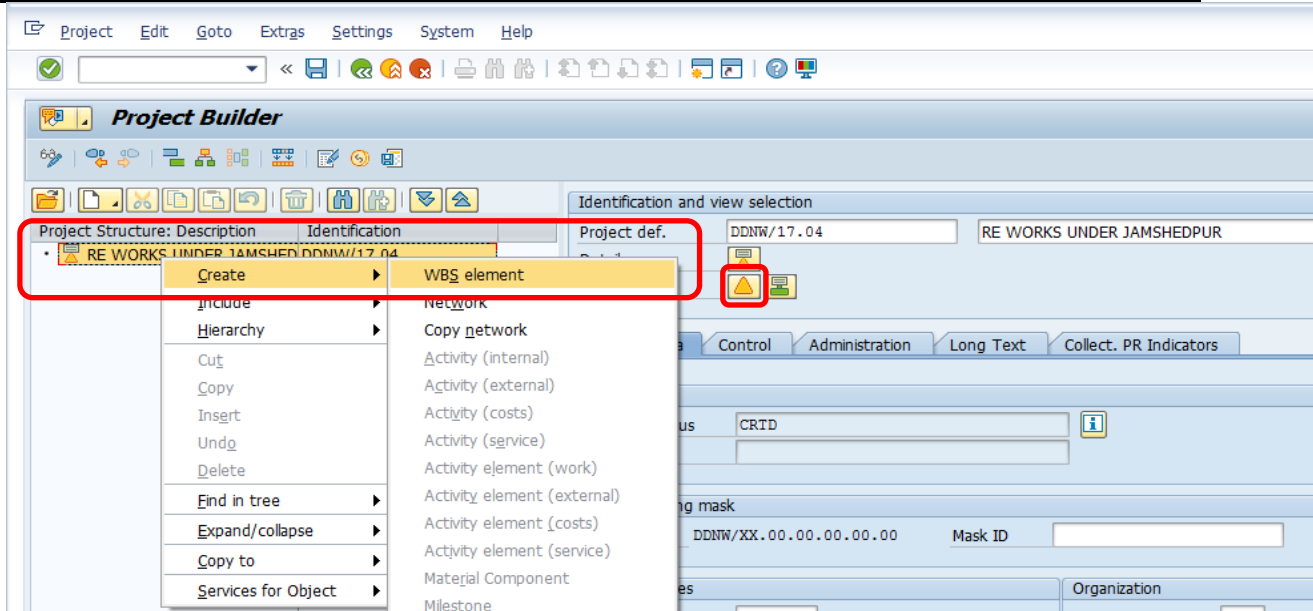 Project Edit Goto Extras Settings System Help
Project Builder
Identification and view selection
Project Structure: Description Identification
Project def. DDNW/17.04 RE WORKS UNDER JAMSHEDPUR
RE WORKS UNDER JAMSHED DDNW/17.04
Create WBS element
Include Network
Hierarchy Copy network
Cut Activity (internal)
Control Administration Long Text Collect. PR Indicators
Copy Activity (external)
Insert Activity (costs)
us CRTD
Undo Activity (service)
Delete Activity element (work)
Find in tree Activity element (external)
ng mask
Expand/collapse Activity element (costs)
DDNW/XX.00.00.00.00.00 Mask ID
Copy to Activity element (service)
Material Component
Services for Object
es Organization
Milestone